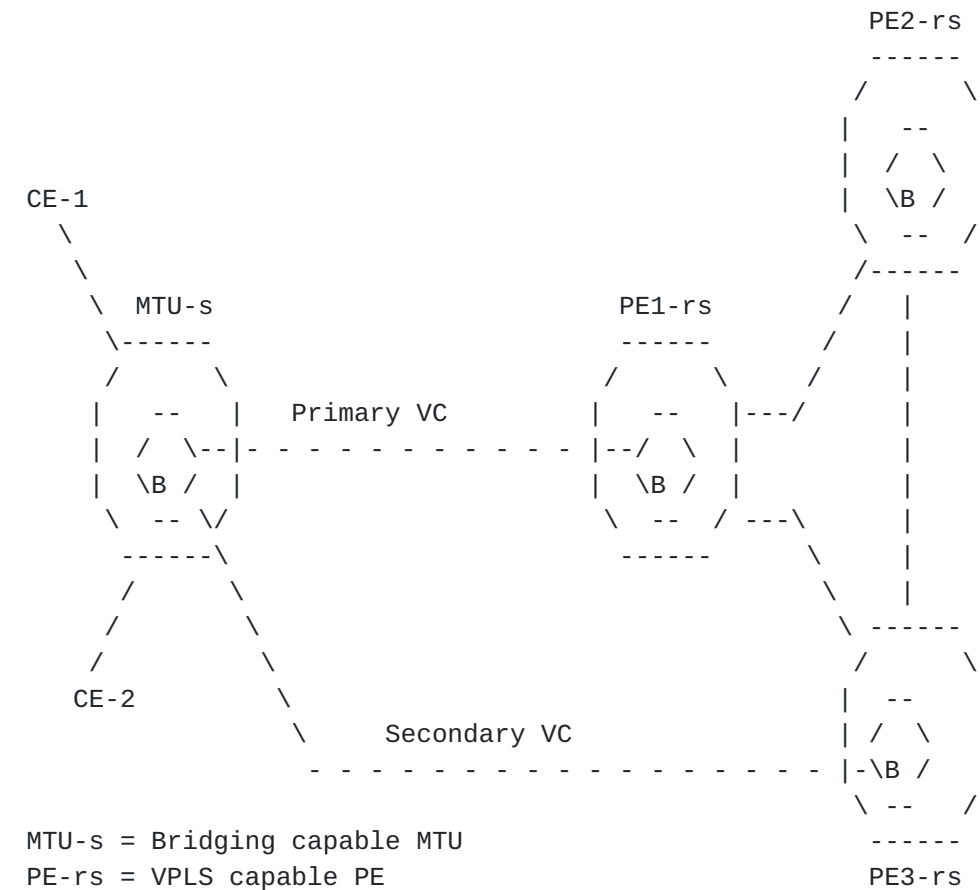 PE2-rs
CE-1
B
MTU-s
PE1-rs
Primary VC
B
B
CE-2
Secondary VC
B
MTU-s = Bridging capable MTU
PE-rs = VPLS capable PE
PE3-rs